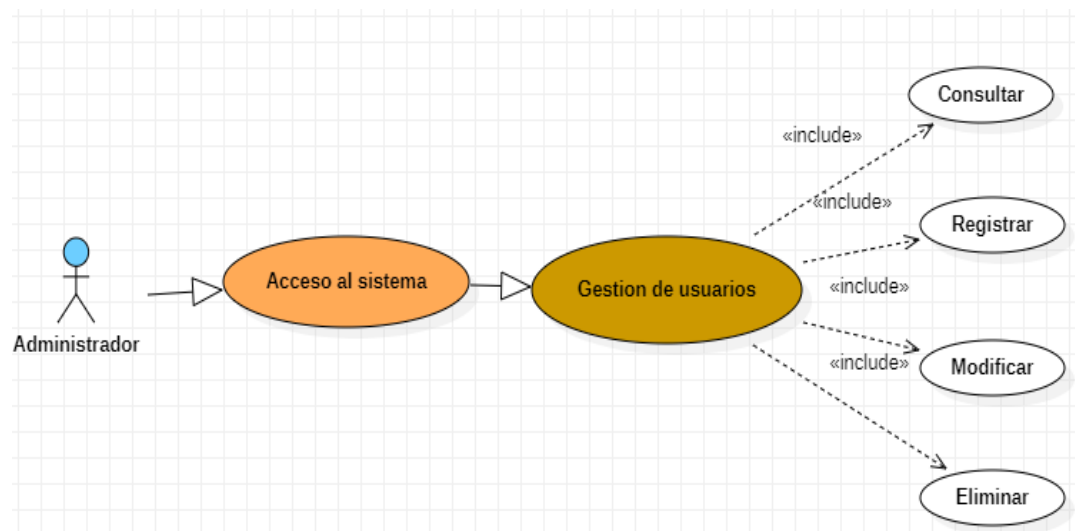 Consultar
«include»
«include»
Registrar
Acceso al sistema
Gestion de usuarios
«include»
Administrador
«include»
Modificar
Eliminar